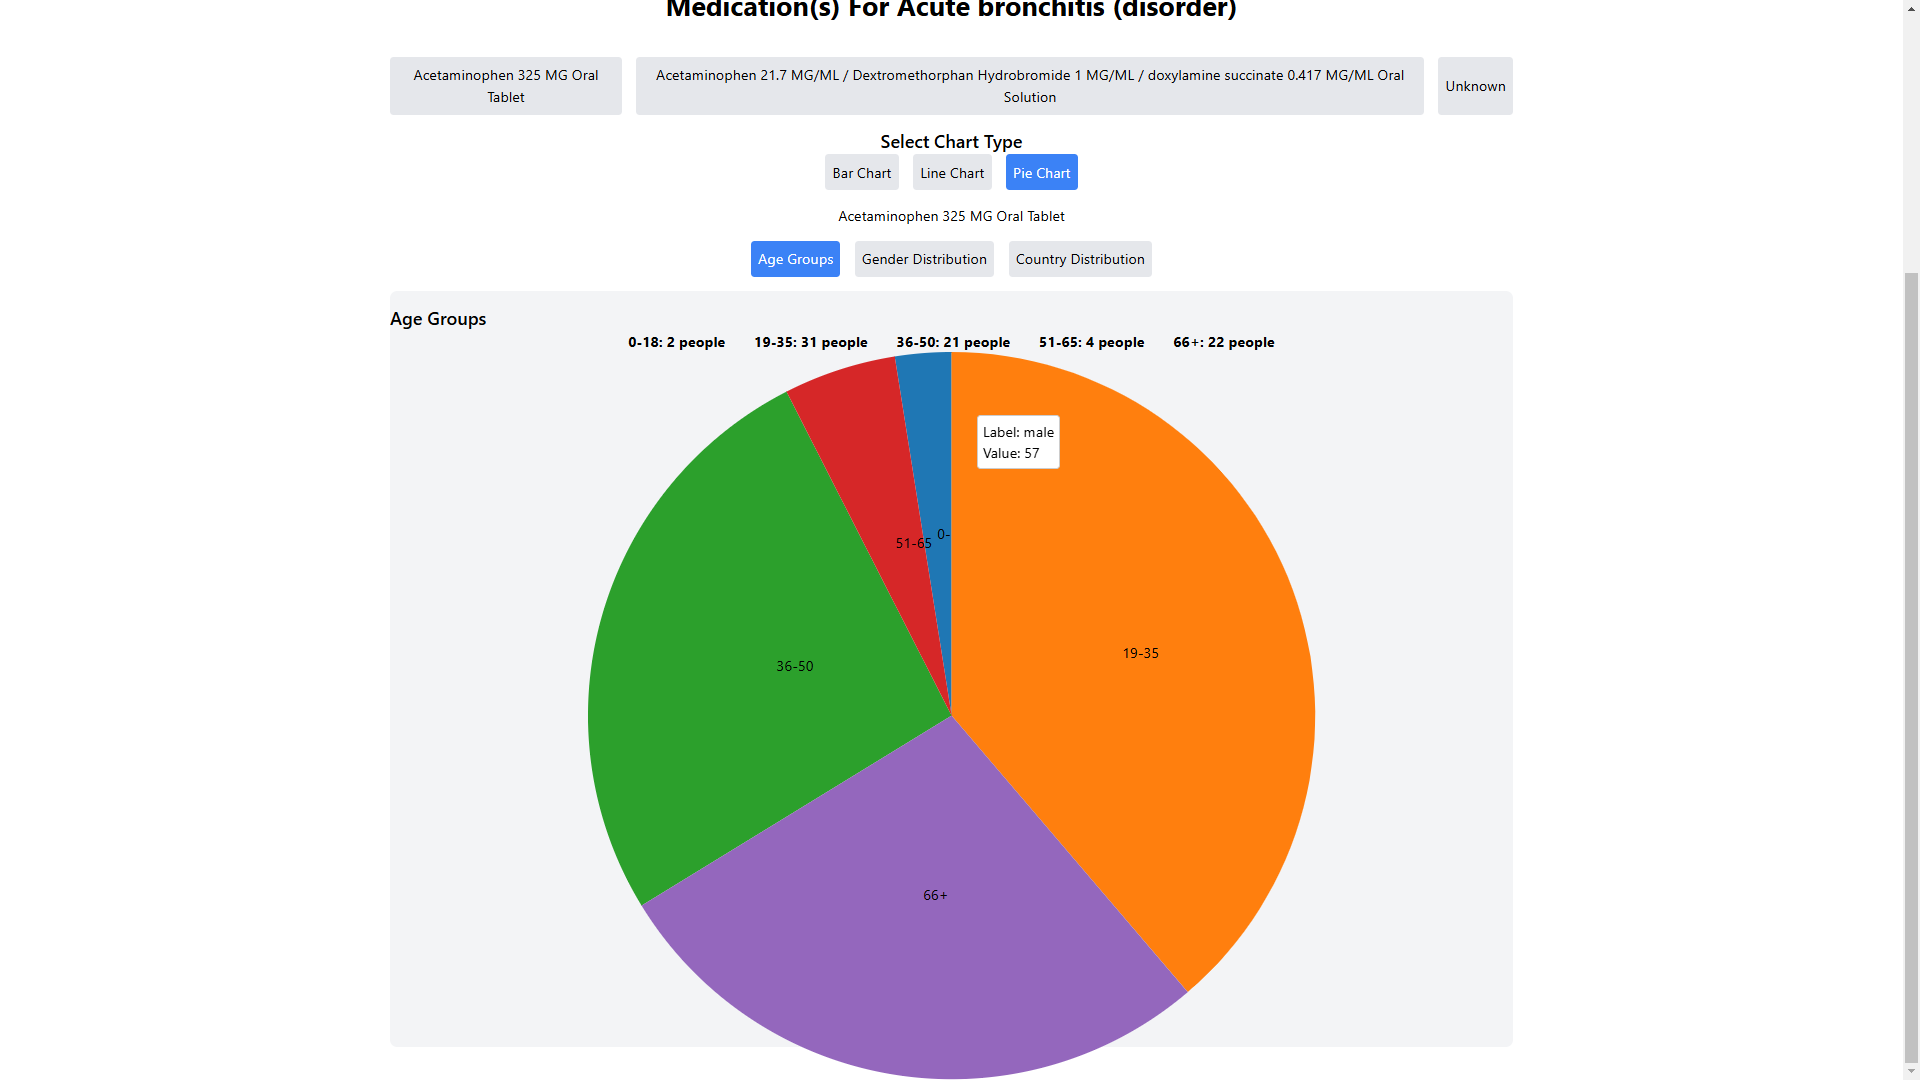 Medication(s) For Acute bronchitis (disorder)
Acetaminophen 325 MG Oral
Tablet
Acetaminophen 21.7 MG/ML / Dextromethorphan Hydrobromide 1 MG/ML / doxylamine succinate 0.417 MG/ML Oral
Solution
Unknown
Select Chart Type
Bar Chart
Line Chart
Pie Chart
Acetaminophen 325 MG Oral Tablet
Age Groups
Gender Distribution
Country Distribution
Age Groups
0-18: 2 people
19-35: 31 people
36-50: 21 people
51-65: 4 people
66+: 22 people
Label: male
Value: 57
0-
51-65
19-35
36-50
66+